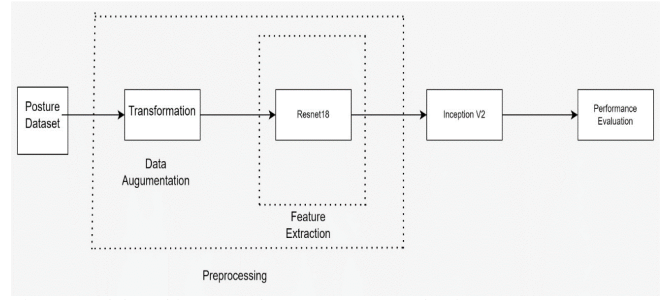 Posture
Dataset
Transformation
Resnet18
Inception V2
Performance
Evaluation
Data
Augumentation
Feature
Extraction
Preprocessing